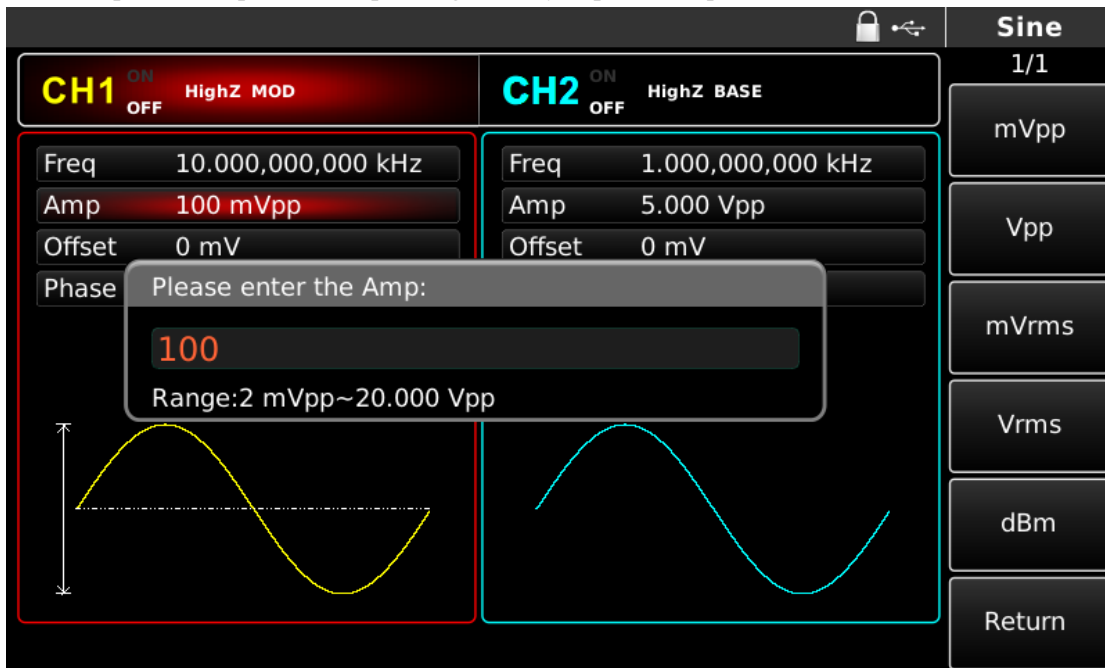 Sine
1/1
CH1 ON OFF HighZ MOD
CH2 ON OFF HighZ BASE
Freq 10.000,000,000 kHz
Amp 100 mVpp
Offset 0 mV
Phase
Freq 1.000,000,000 kHz
Amp 5.000 Vpp
Offset 0 mV
Please enter the Amp:
100
Range:2 mVpp~20.000 Vpp
mVpp
Vpp
mVrms
Vrms
dBm
Return